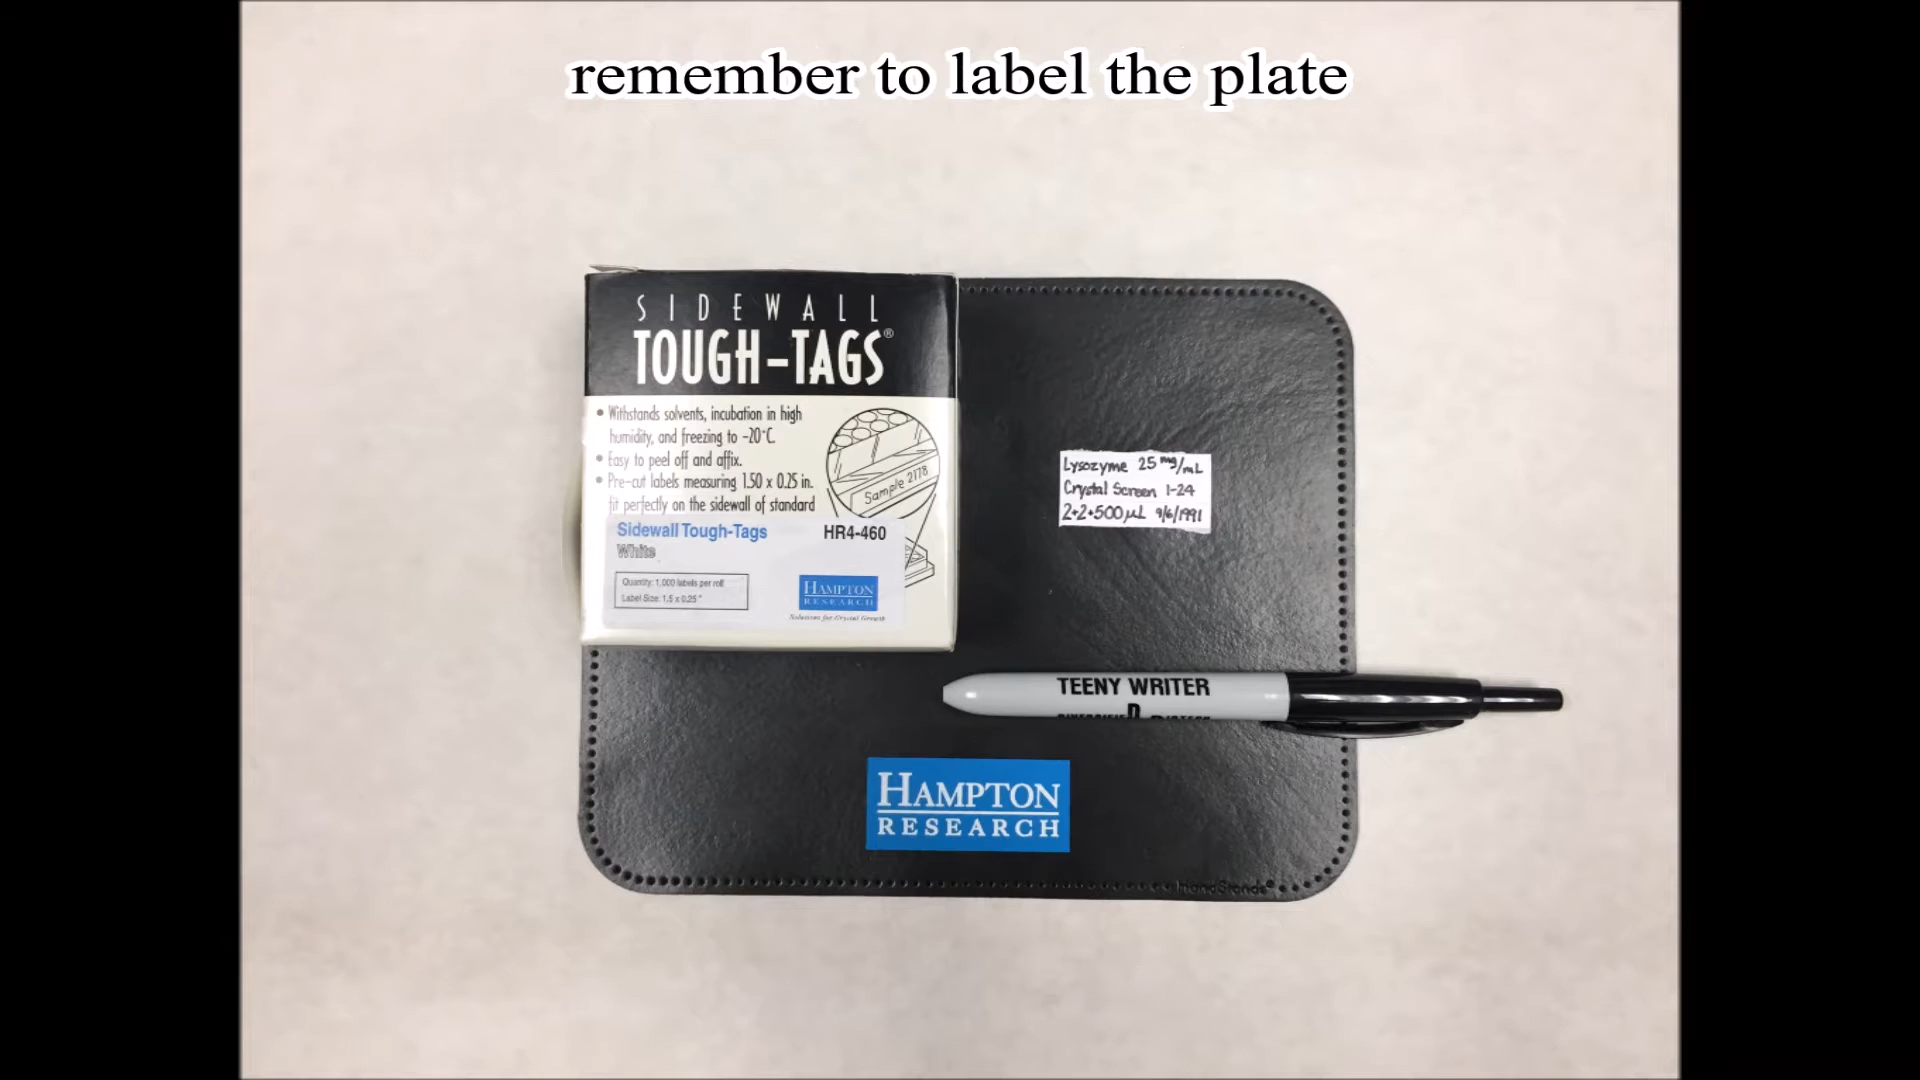 remember to label the plate
SIDEWALL
TOUGH-TAGS®
• Withstands solvents, incubation in high
humidity, and freezing to -20°C.
• Easy to peel off and affix.
• Pre-cut labels measuring 1.50 x 0.25 in.
fit perfectly on the sidewall of standard
Sample 2178
Sidewall Tough-Tags HR4-460
White
Quantity: 1,000 labels per roll
Label Size: 1.5 x 0.25"
HAMPTON
RESEARCH
Solutions for Crystal Growth
Lysozyme 25 mg/mL
Crystal Screen 1-24
2+2+500 µL 9/6/1991
TEENY WRITER
HAMPTON
RESEARCH
HandStands®